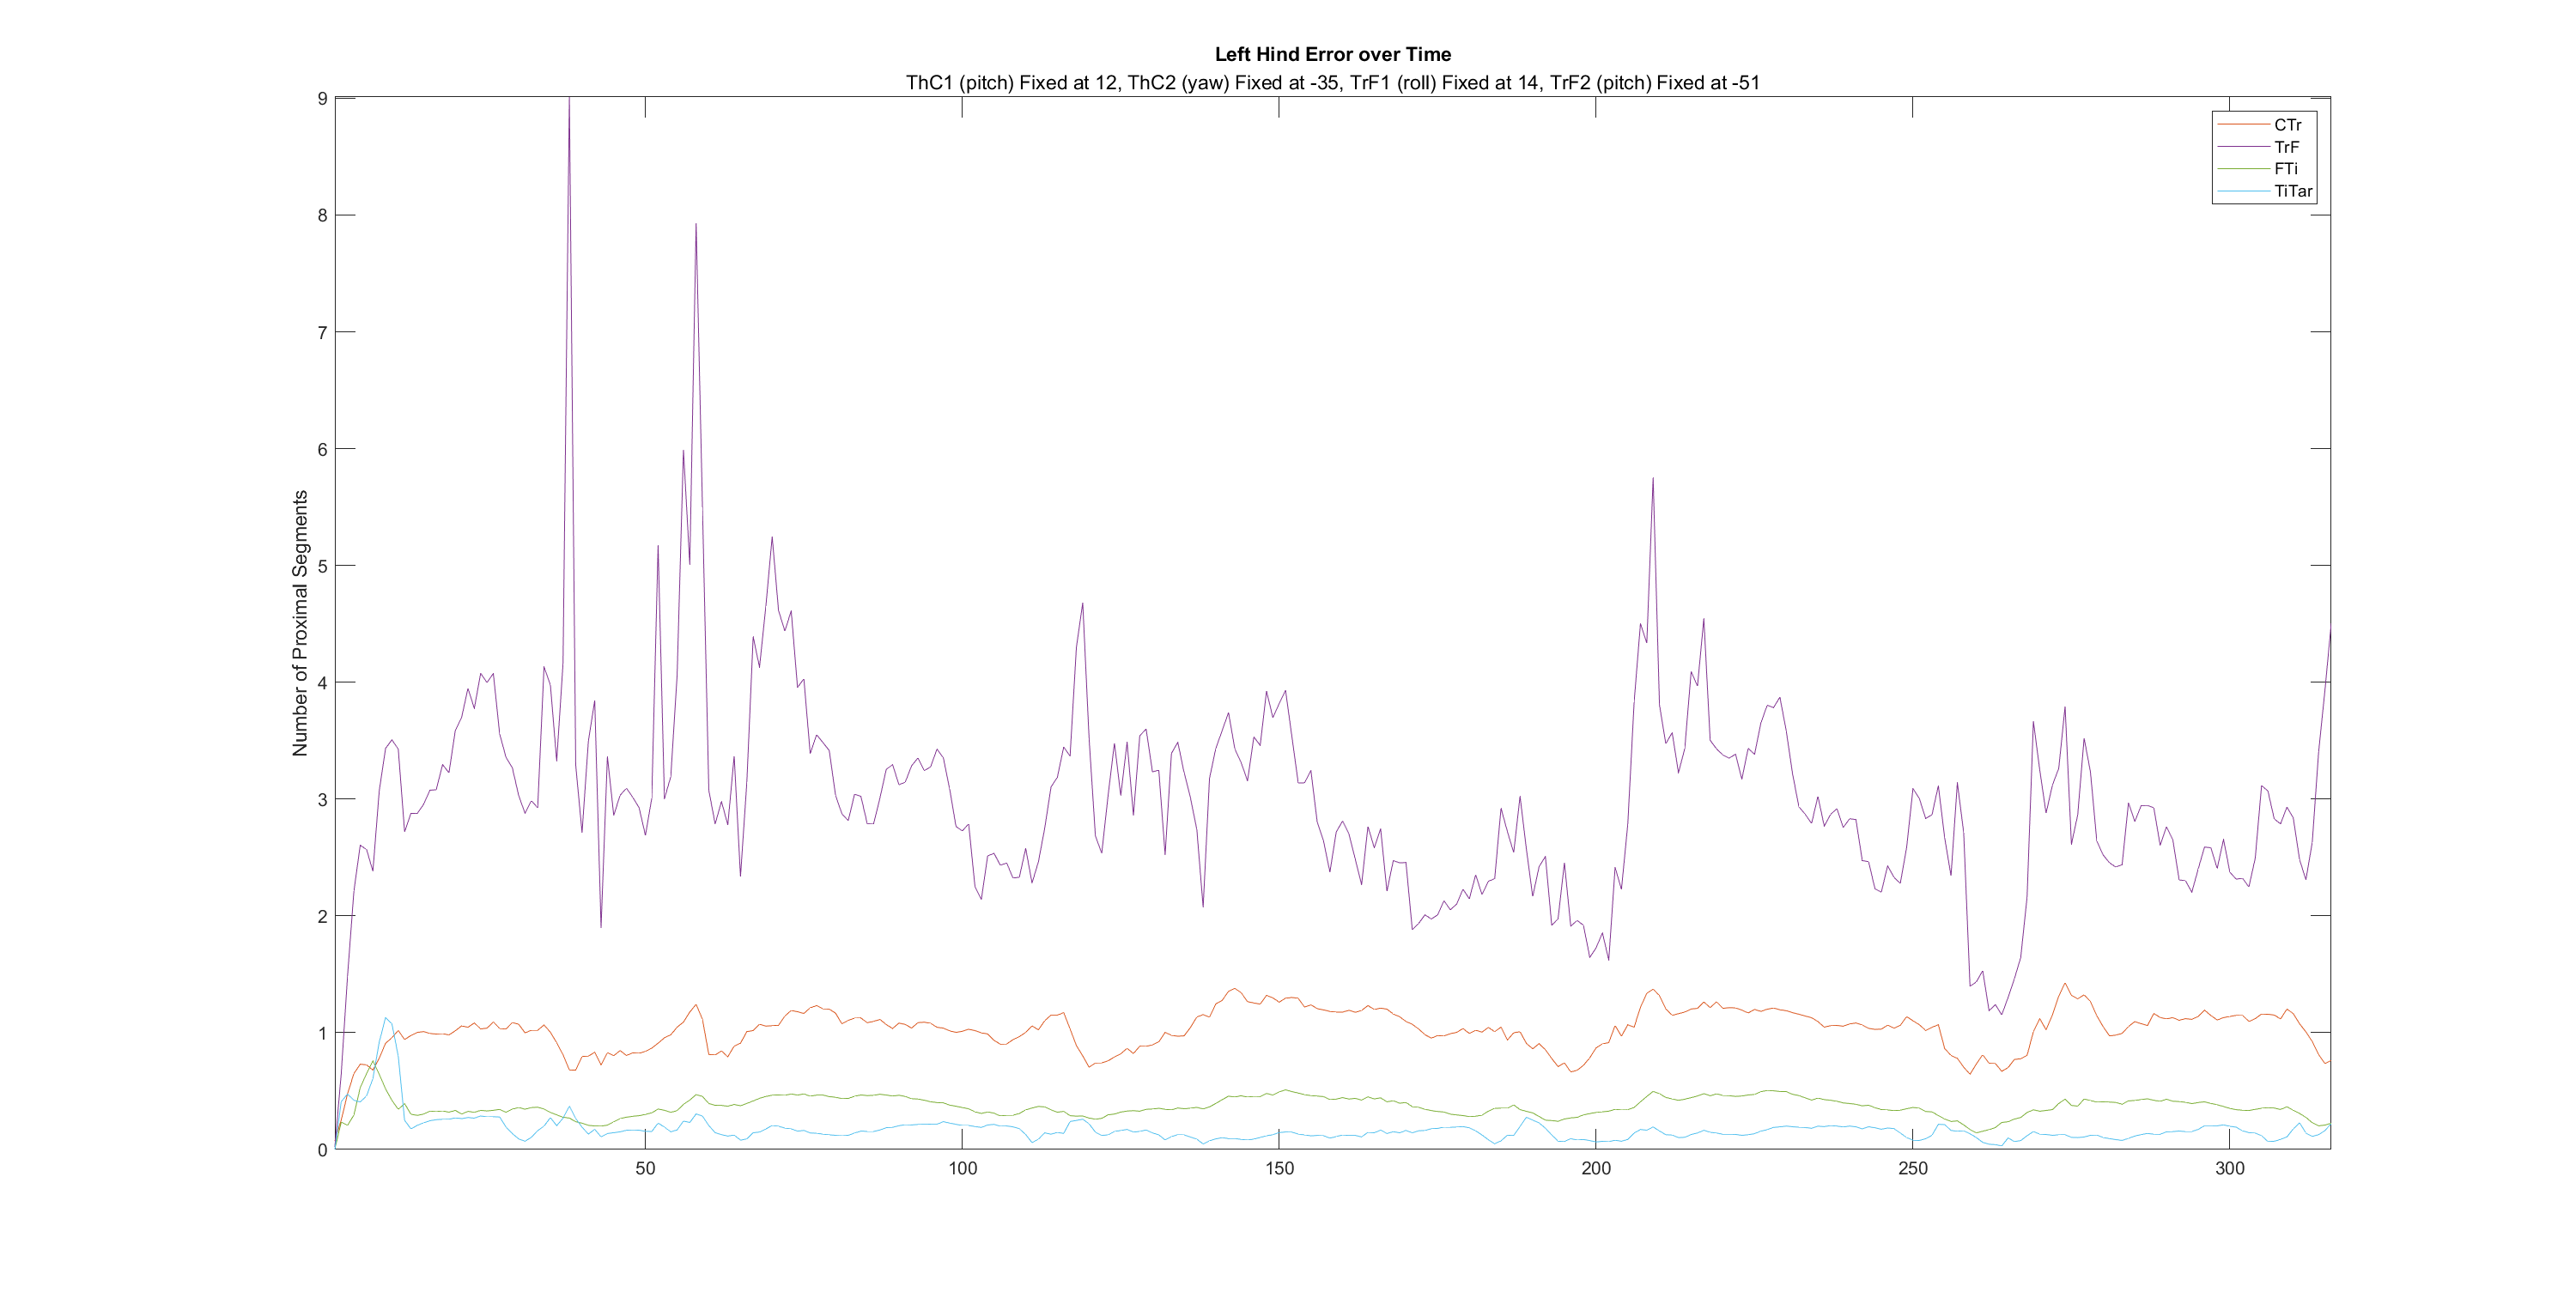 Left Hind Error over Time
ThC1 (pitch) Fixed at 12, ThC2 (yaw) Fixed at -35, TrF1 (roll) Fixed at 14, TrF2 (pitch) Fixed at -51
Number of Proximal Segments
9
8
7
6
5
4
3
2
1
0
50
100
150
200
250
300
CTr
TrF
FTi
TiTar